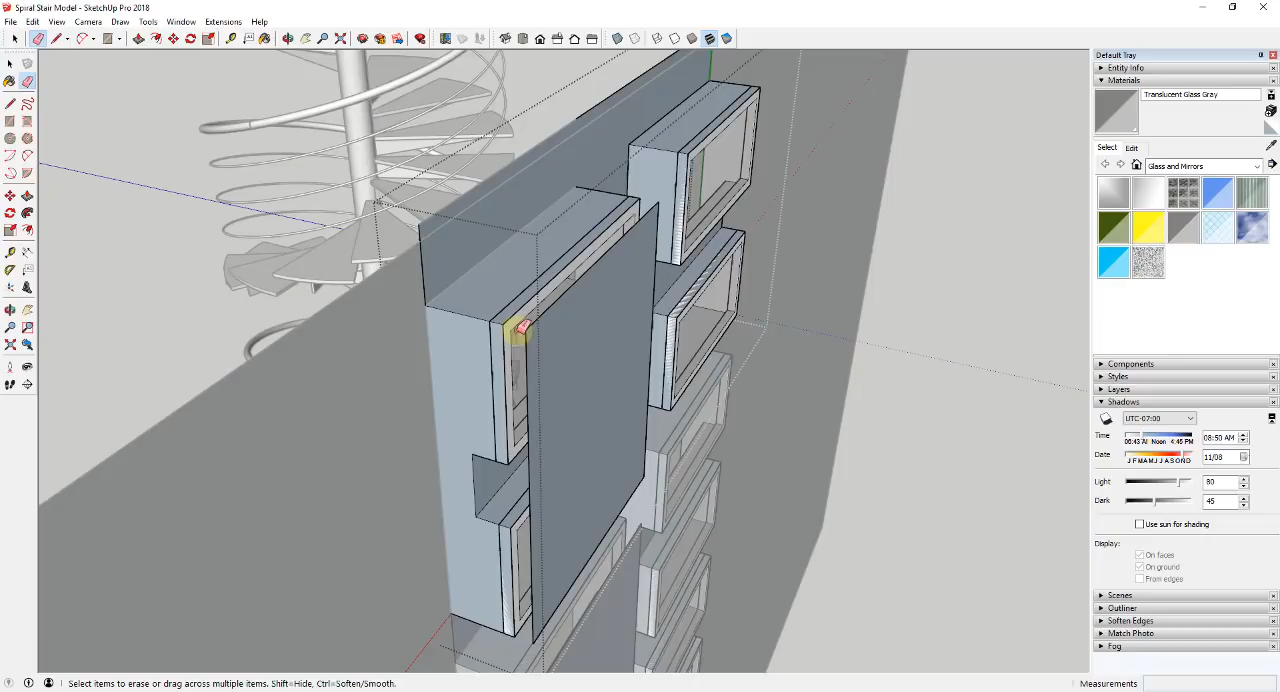 Spiral Stair Model - SketchUp Pro 2018
File Edit View Camera Draw Tools Window Extensions Help
Default Tray
Entity Info
Materials
Translucent Glass Gray
Select Edit
Glass and Mirrors
Components
Styles
Layers
Shadows
UTC-07:00
Time 06:43 AM Noon 4:45 PM 08:50 AM
Date J F M A M J J A S O N D 11/08
Light 80
Dark 45
Use sun for shading
Display:
On faces
On ground
From edges
Scenes
Outliner
Soften Edges
Match Photo
Fog
Select items to erase or drag across multiple items. Shift=Hide, Ctrl=Soften/Smooth.
Measurements